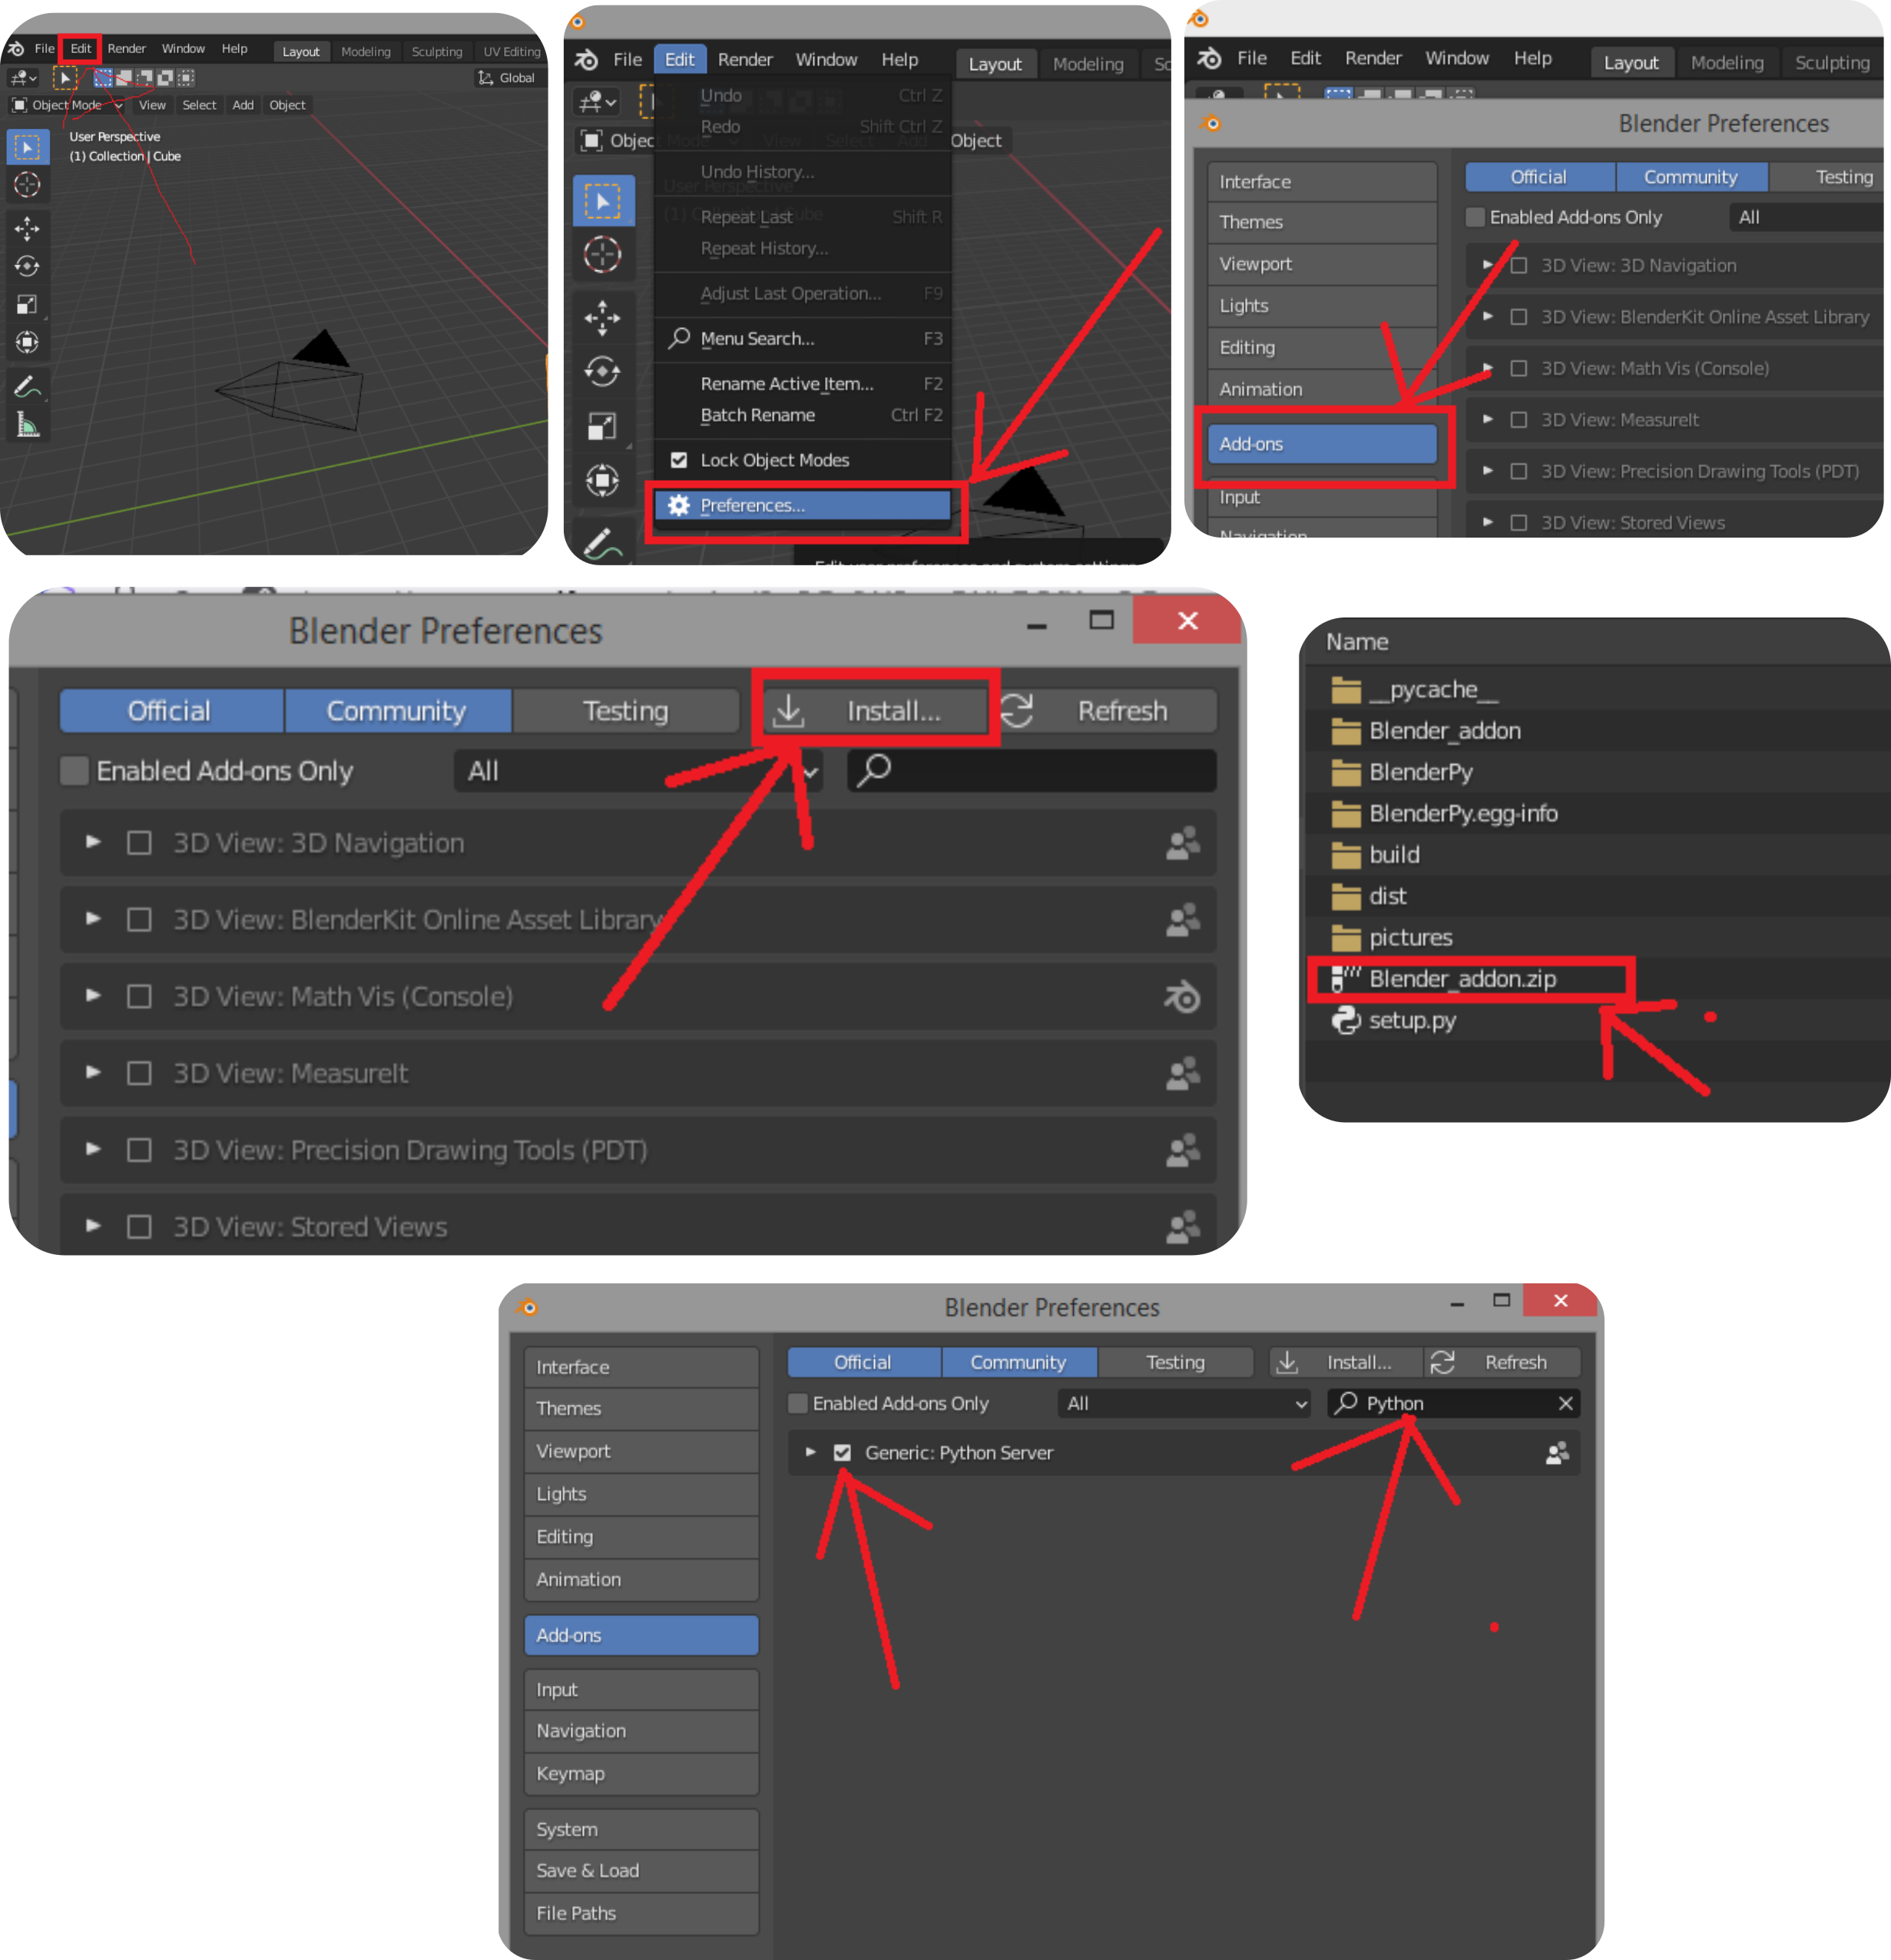 File Edit Render Window Help Layout Modeling Sculpting UV Editing
Global
Object Mode View Select Add Object
User Perspective
(1) Collection | Cube
File Edit Render Window Help Layout Modeling Sc
Undo Ctrl Z
Redo Shift Ctrl Z
Object
Undo History...
Repeat Last Shift R
Repeat History...
Adjust Last Operation... F9
Menu Search... F3
Rename Active Item... F2
Batch Rename Ctrl F2
Lock Object Modes
Preferences...
File Edit Render Window Help Layout Modeling Sculpting
Blender Preferences
Interface
Themes
Viewport
Lights
Editing
Animation
Add-ons
Input
Navigation
Official Community Testing
Enabled Add-ons Only All
3D View: 3D Navigation
3D View: BlenderKit Online Asset Library
3D View: Math Vis (Console)
3D View: MeasureIt
3D View: Precision Drawing Tools (PDT)
3D View: Stored Views
Blender Preferences
Official Community Testing Install... Refresh
Enabled Add-ons Only All
3D View: 3D Navigation
3D View: BlenderKit Online Asset Library
3D View: Math Vis (Console)
3D View: MeasureIt
3D View: Precision Drawing Tools (PDT)
3D View: Stored Views
Name
__pycache__
Blender_addon
BlenderPy
BlenderPy.egg-info
build
dist
pictures
Blender_addon.zip
setup.py
Blender Preferences
Interface
Themes
Viewport
Lights
Editing
Animation
Add-ons
Input
Navigation
Keymap
System
Save & Load
File Paths
Official Community Testing Install... Refresh
Enabled Add-ons Only All Python
Generic: Python Server